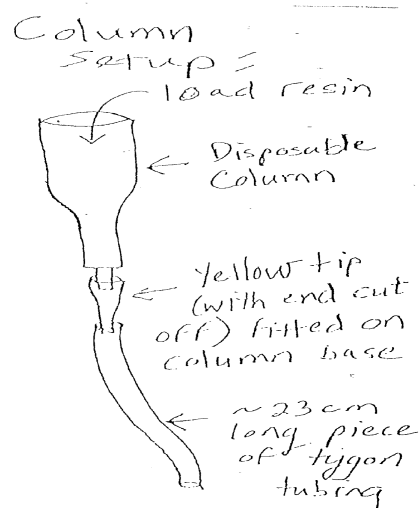 Column
Setup =
load resin
Disposable
Column
Yellow tip
(with end cut
off) fitted on
column base
~23cm
long piece
of tygon
tubing